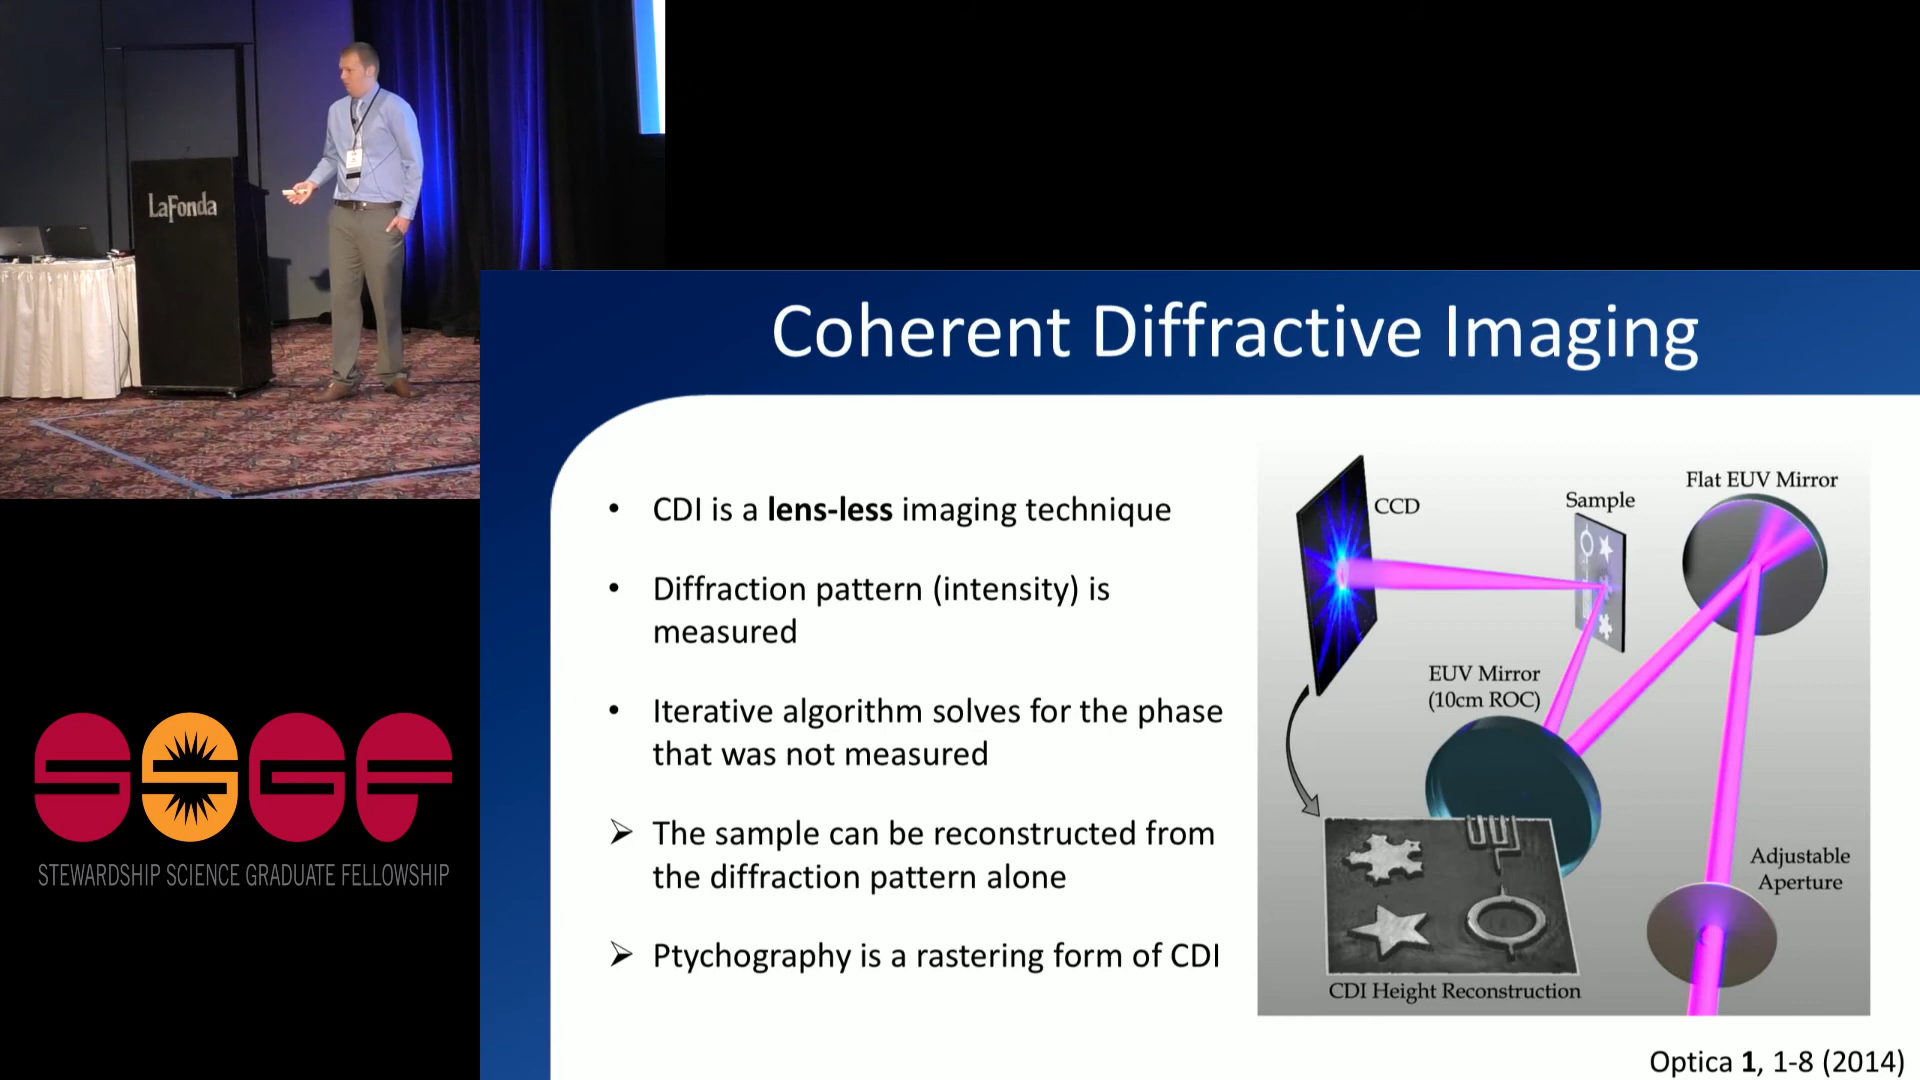 LaFonda
Coherent Diffractive Imaging
• CDI is a lens-less imaging technique
• Diffraction pattern (intensity) is
measured
• Iterative algorithm solves for the phase
that was not measured
➢ The sample can be reconstructed from
the diffraction pattern alone
➢ Ptychography is a rastering form of CDI
CCD
Sample
Flat EUV Mirror
EUV Mirror
(10cm ROC)
Adjustable
Aperture
CDI Height Reconstruction
Optica 1, 1-8 (2014)
SSGF
STEWARDSHIP SCIENCE GRADUATE FELLOWSHIP